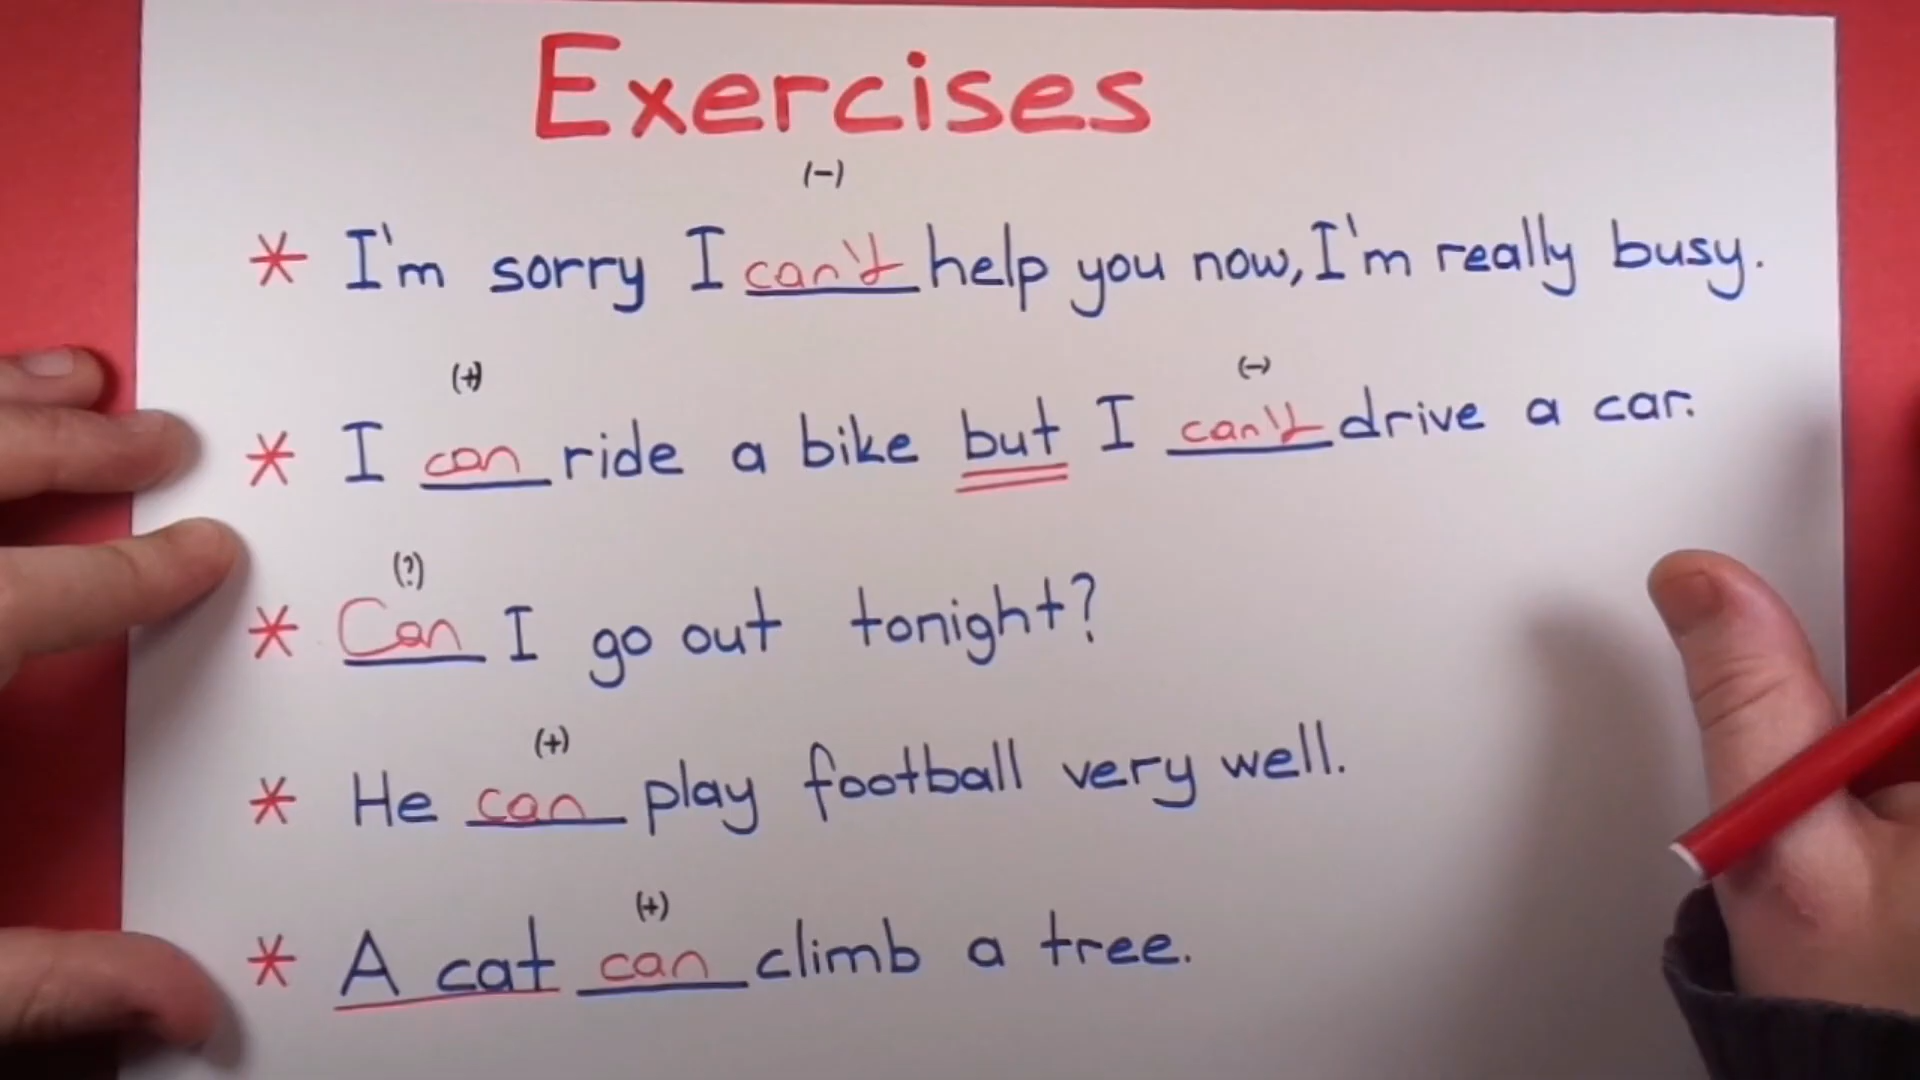 Exercises
(-)
* I'm sorry I can't help you now, I'm really busy.
(+) (-)
* I can ride a bike but I can't drive a car.
(?)
* Can I go out tonight?
(+)
* He can play football very well.
(+)
* A cat can climb a tree.